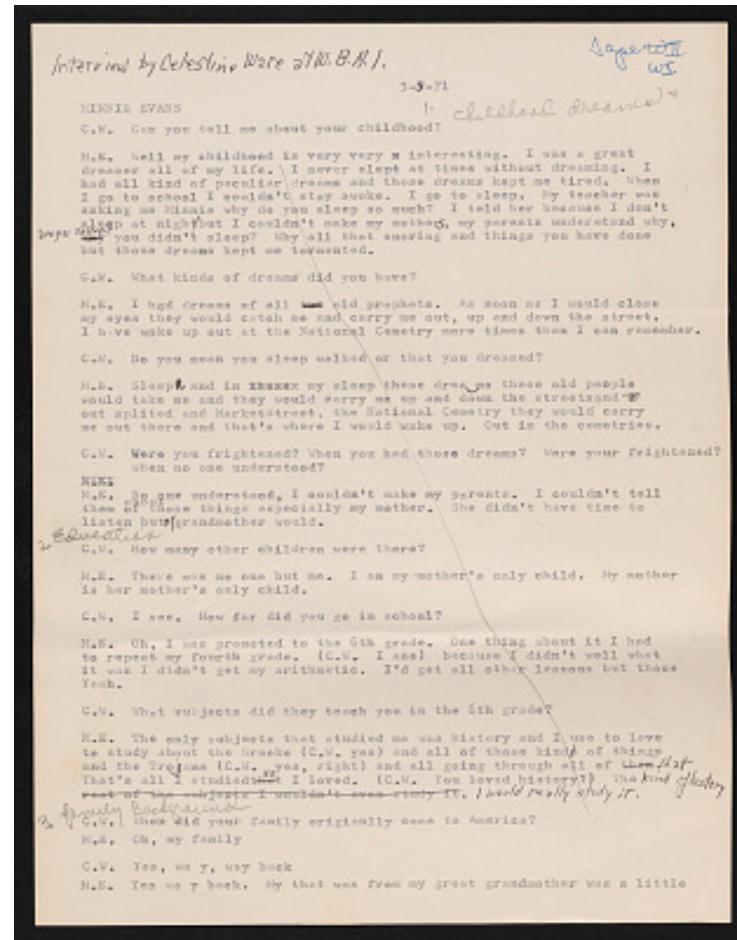 Interview by Celestine Ware at W.B.A.I.
WS.
3-9-71
1. childhood dreams
MINNIE EVANS
C.W. Can you tell me about your childhood?
M.E. Well my childhood is very very m interesting. I was a great
dreamer all of my life. I never slept at times without dreaming. I
had all kind of peculiar dreams and those dreams kept me tired. When
I go to school I couldn't stay awake. I go to sleep. My teacher was
asking me Minnie why do you sleep so much? I told her because I don't
sleep at night but I couldn't make my mothers, my parents understand why,
you didn't sleep? Why all that snoring and things you have done
but those dreams kept me tormented.
C.W. What kinds of dreams did you have?
M.E. I had dreams of all old prophets. As soon as I would close
my eyes they would catch me and carry me out, up and down the street.
I have woke up out at the National Cemetry more times than I can remember.
C.W. Do you mean you sleep walked or that you dreamed?
M.E. Sleep and in my sleep these dreams these old people
would take me and they would carry me up and down the streets and
out splited and Marketstreet, the National Cemetry they would carry
me out there and that's where I would wake up. Out in the cemetries.
C.W. Were you frightened? When you had those dreams? Were your frightened?
when no one understood?
M.E. No one understood, I couldn't make my parents. I couldn't tell
them of those things especially my mother. She didn't have time to
listen but grandmother would.
2. Education
C.W. How many other children were there?
M.E. There was no one but me. I am my mother's only child. My mother
is her mother's only child.
C.W. I see. How far did you go in school?
M.E. Oh, I was promoted to the 6th grade. One thing about it I had
to repeat my fourth grade. (C.W. I see) because I didn't well what
it was I didn't get my arithmetic. I'd get all other lessons but those
Yeah.
C.W. What subjects did they teach you in the 6th grade?
M.E. The only subjects that studied me was history and I use to love
to study about the Greeks (C.W. yes) and all of those kinds of things
and the Trojans (C.W. yes, right) and all going through all of that
That's all I studied I loved. (C.W. You loved history?) The kind of history
rest of the subjects I wouldn't even study it. I would really study it.
3. family Background
C.W. When did your family originally come to America?
M.E. Oh, my family
C.W. Yes, wa y, way back
M.E. Yes wa y back. My that was from my great grandmother was a little